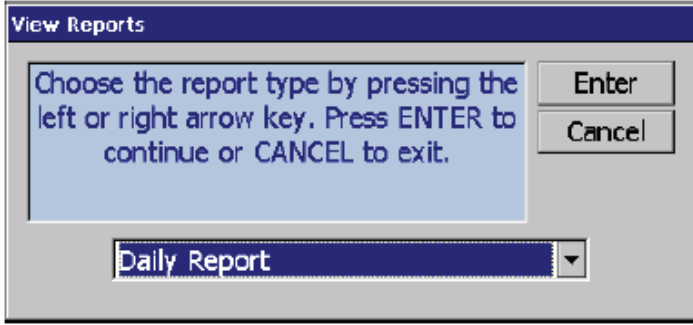 View Reports
Choose the report type by pressing the
left or right arrow key. Press ENTER to
continue or CANCEL to exit.
Enter
Cancel
Daily Report